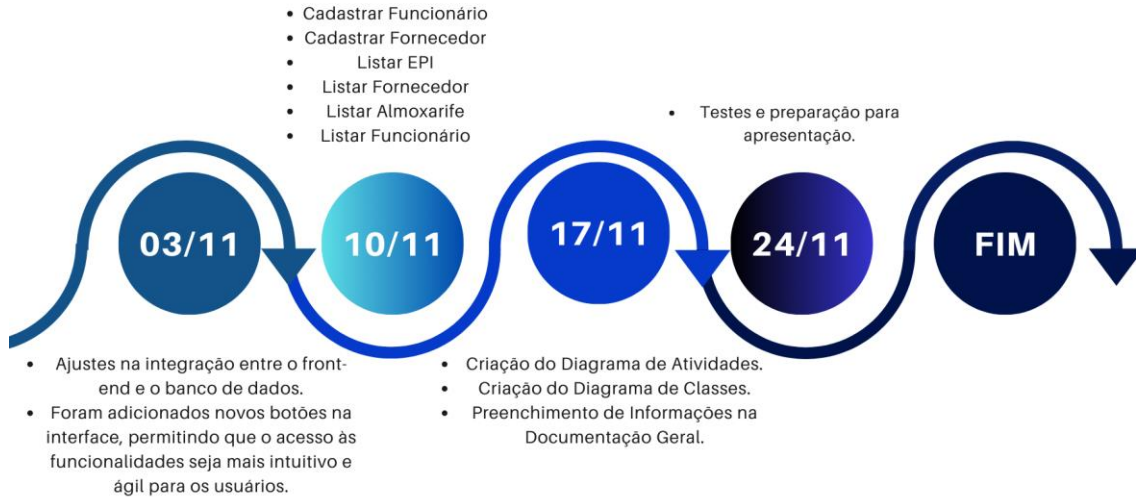 • Cadastrar Funcionário
• Cadastrar Fornecedor
• Listar EPI
• Listar Fornecedor
• Listar Almoxarife
• Listar Funcionário
• Testes e preparação para
apresentação.
03/11
10/11
17/11
24/11
FIM
• Ajustes na integração entre o front-
end e o banco de dados.
• Foram adicionados novos botões na
interface, permitindo que o acesso às
funcionalidades seja mais intuitivo e
ágil para os usuários.
• Criação do Diagrama de Atividades.
• Criação do Diagrama de Classes.
• Preenchimento de Informações na
Documentação Geral.